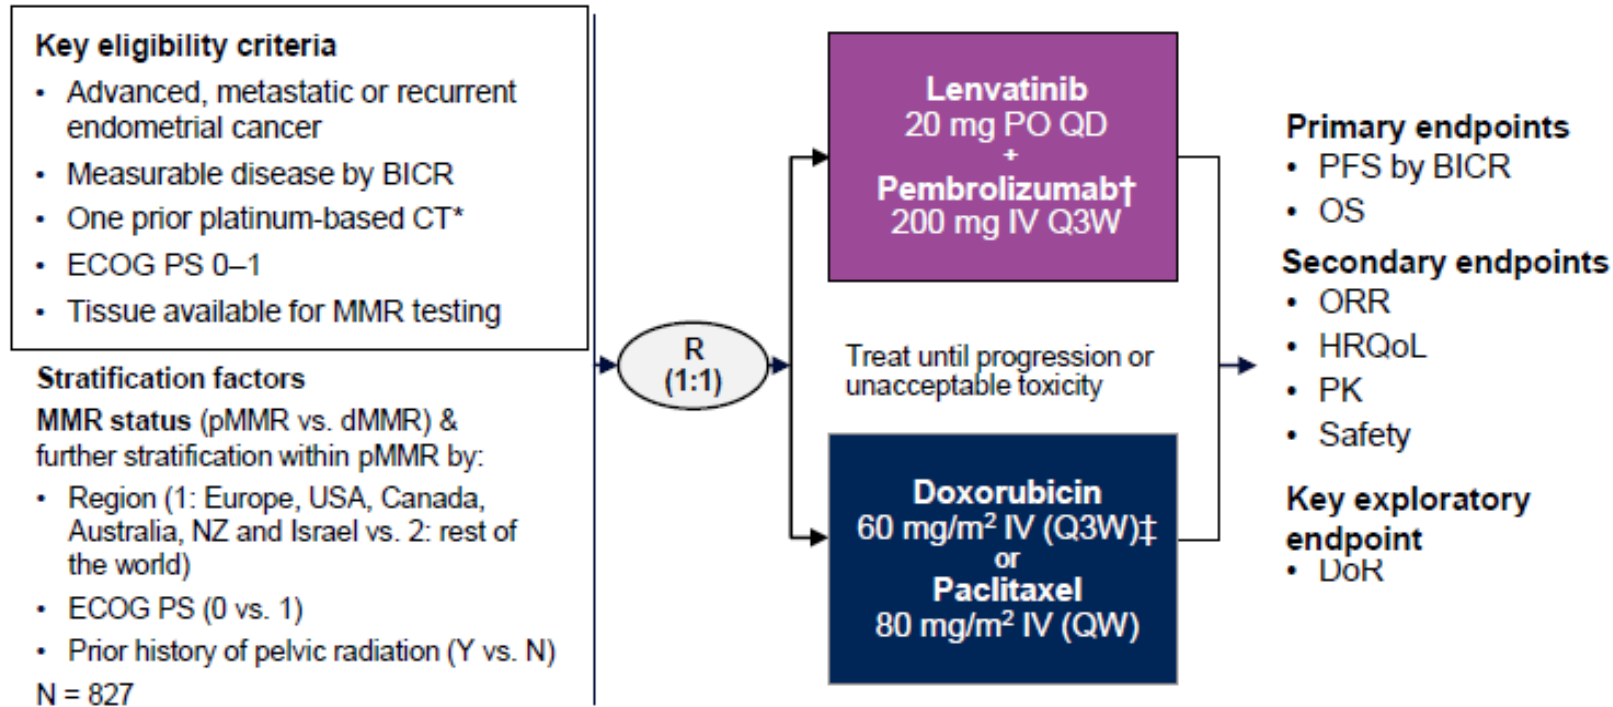 Key eligibility criteria
• Advanced, metastatic or recurrent
endometrial cancer
• Measurable disease by BICR
• One prior platinum-based CT*
• ECOG PS 0–1
• Tissue available for MMR testing
Stratification factors
MMR status (pMMR vs. dMMR) &
further stratification within pMMR by:
• Region (1: Europe, USA, Canada,
Australia, NZ and Israel vs. 2: rest of
the world)
• ECOG PS (0 vs. 1)
• Prior history of pelvic radiation (Y vs. N)
N = 827
R
(1:1)
Lenvatinib
20 mg PO QD
+
Pembrolizumab†
200 mg IV Q3W
Treat until progression or
unacceptable toxicity
Doxorubicin
60 mg/m² IV (Q3W)‡
or
Paclitaxel
80 mg/m² IV (QW)
Primary endpoints
• PFS by BICR
• OS
Secondary endpoints
• ORR
• HRQoL
• PK
• Safety
Key exploratory
endpoint
• DoR